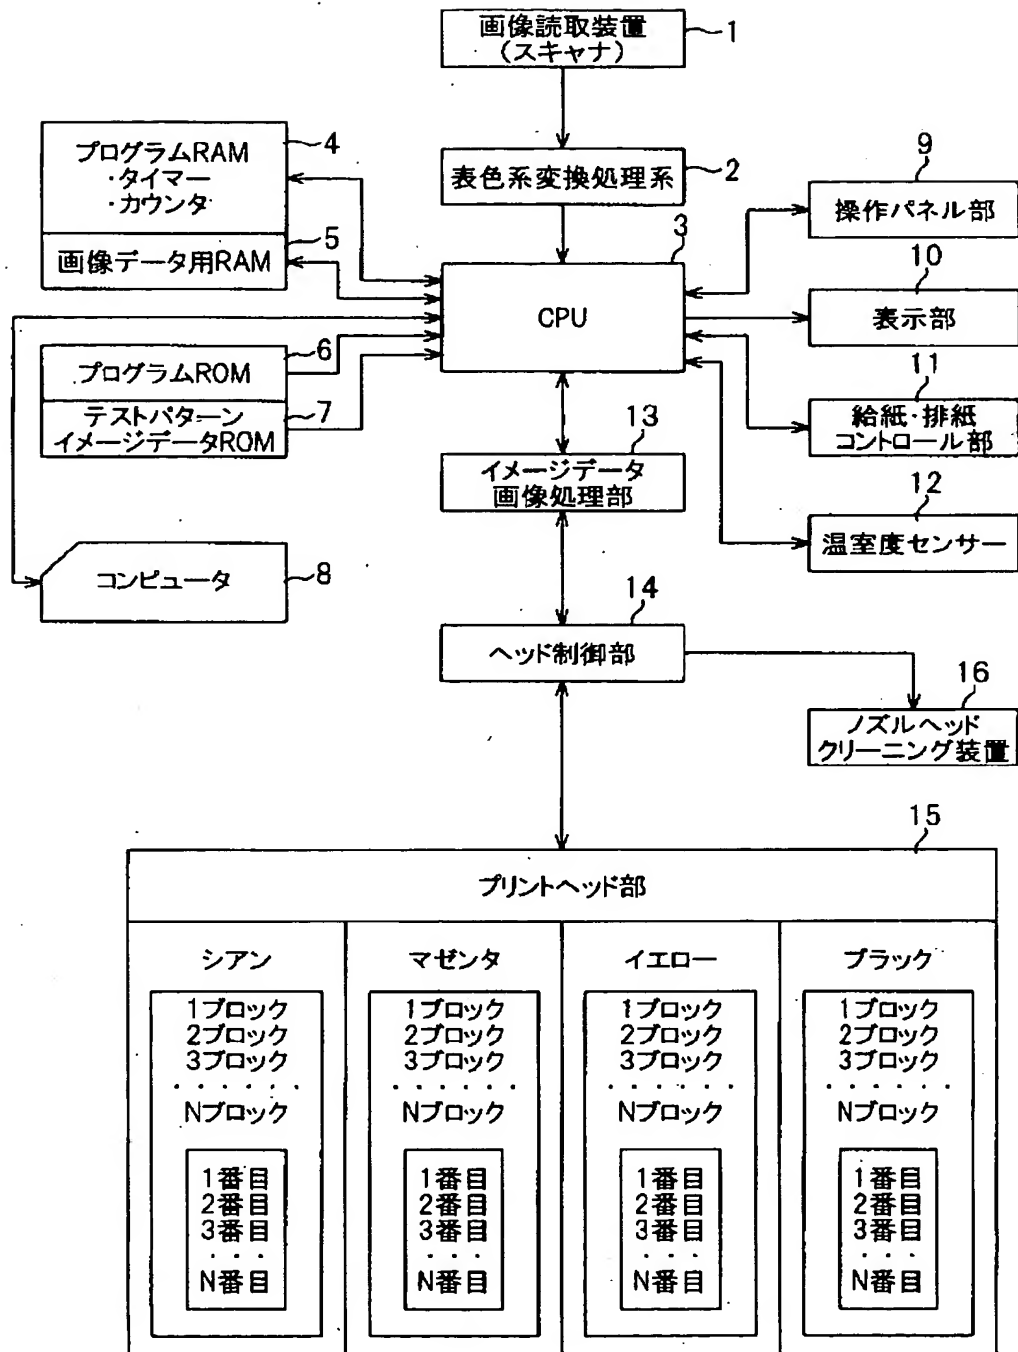 画像読取装置
(スキャナ)
1
表色系変換処理系
2
プログラムRAM
・タイマー
・カウンタ
4
画像データ用RAM
5
CPU
3
操作パネル部
9
表示部
10
給紙・排紙
コントロール部
11
温室度センサー
12
プログラムROM
6
テストパターン
イメージデータROM
7
コンピュータ
8
イメージデータ
画像処理部
13
ヘッド制御部
14
ノズルヘッド
クリーニング装置
16
15
プリントヘッド部
シアン
1ブロック
2ブロック
3ブロック
・・・・・・
Nブロック
1番目
2番目
3番目
・・・
N番目
マゼンタ
1ブロック
2ブロック
3ブロック
・・・・・・
Nブロック
1番目
2番目
3番目
・・・
N番目
イエロー
1ブロック
2ブロック
3ブロック
・・・・・・
Nブロック
1番目
2番目
3番目
・・・
N番目
ブラック
1ブロック
2ブロック
3ブロック
・・・・・・
Nブロック
1番目
2番目
3番目
・・・
N番目